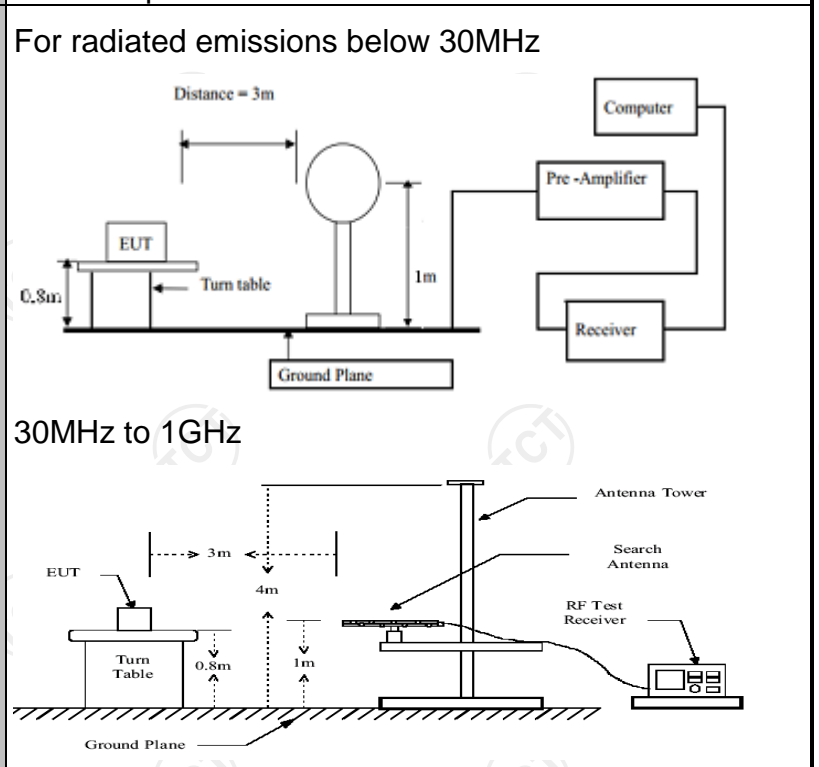 For radiated emissions below 30MHz
Distance = 3m
Computer
Pre -Amplifier
EUT
Turn table
0.8m
1m
Receiver
Ground Plane
30MHz to 1GHz
TCT
TCT
Antenna Tower
3m
Search
Antenna
EUT
4m
RF Test
Receiver
Turn
Table
0.8m
1m
Ground Plane